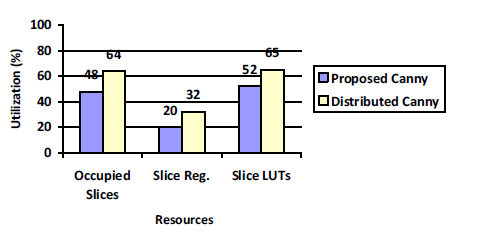 100
80
60
40
20
0
Utilization (%)
48
64
20
32
52
65
Occupied
Slices
Slice Reg.
Slice LUTs
Resources
Proposed Canny
Distributed Canny